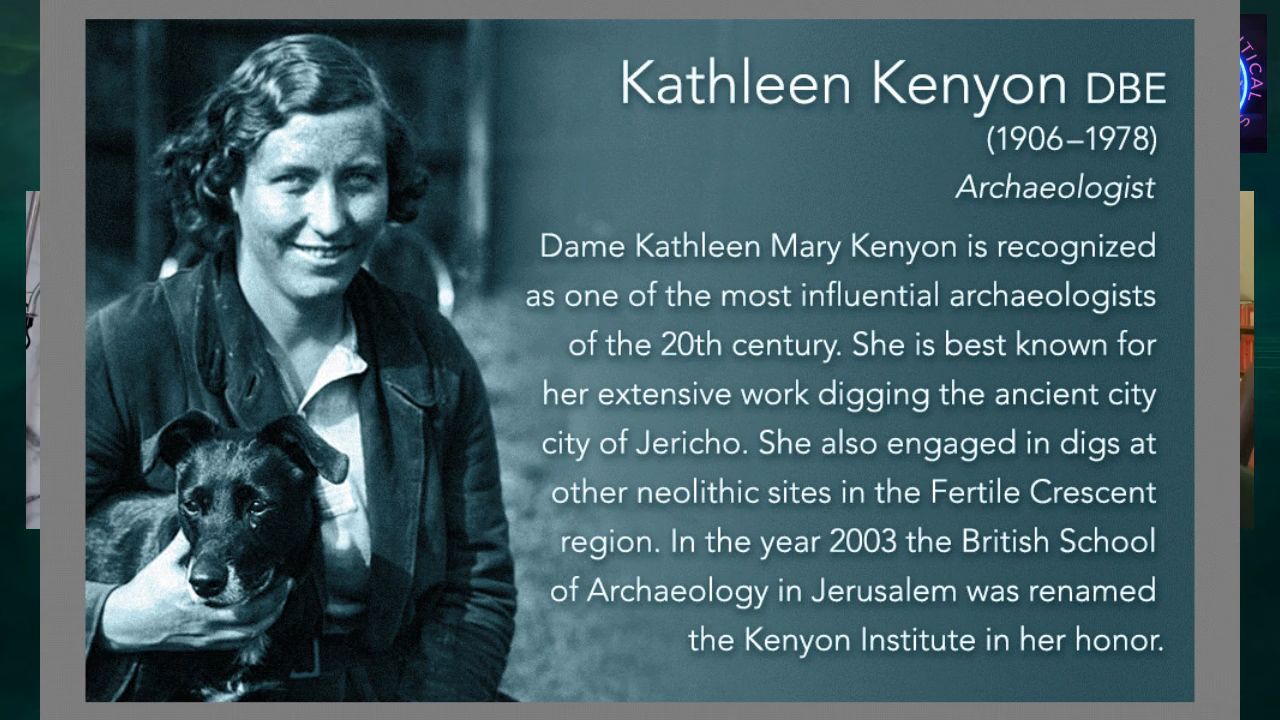 Kathleen Kenyon DBE
(1906–1978)
Archaeologist
Dame Kathleen Mary Kenyon is recognized
as one of the most influential archaeologists
of the 20th century. She is best known for
her extensive work digging the ancient city
city of Jericho. She also engaged in digs at
other neolithic sites in the Fertile Crescent
region. In the year 2003 the British School
of Archaeology in Jerusalem was renamed
the Kenyon Institute in her honor.